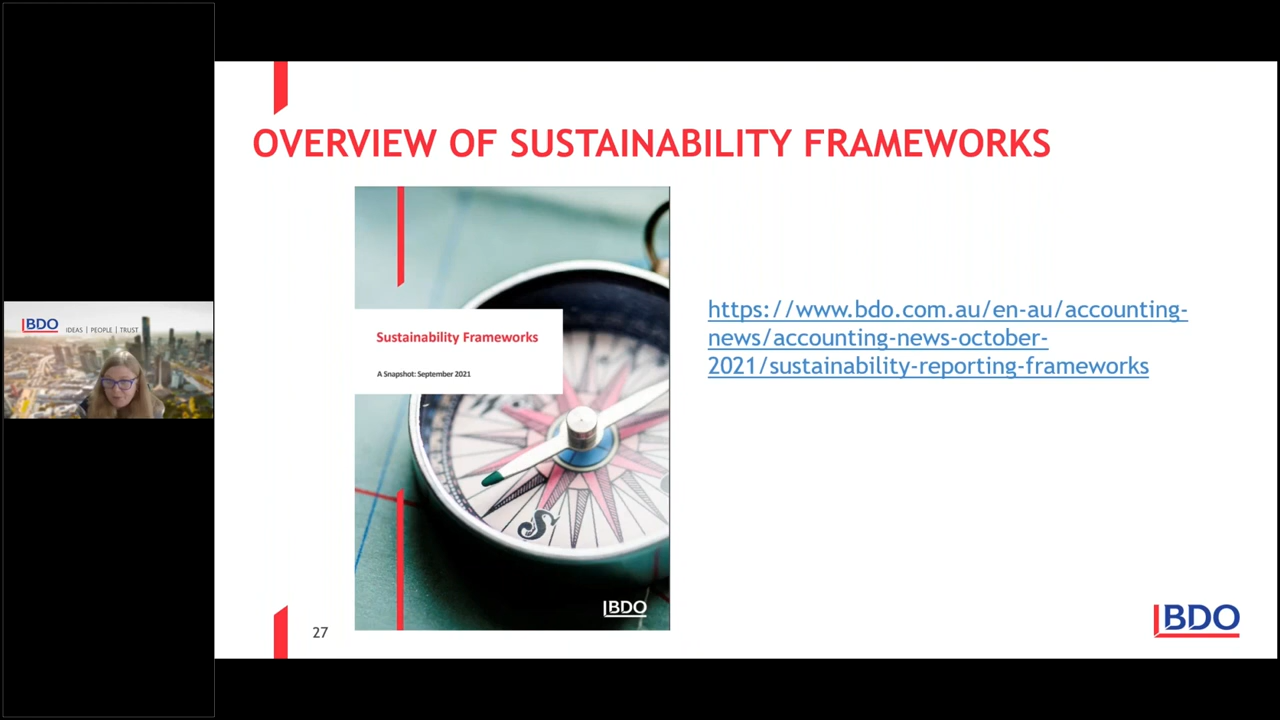 OVERVIEW OF SUSTAINABILITY FRAMEWORKS
BDO IDEAS | PEOPLE | TRUST
Sustainability Frameworks
A Snapshot: September 2021
S
BDO
https://www.bdo.com.au/en-au/accounting-
news/accounting-news-october-
2021/sustainability-reporting-frameworks
27
BDO